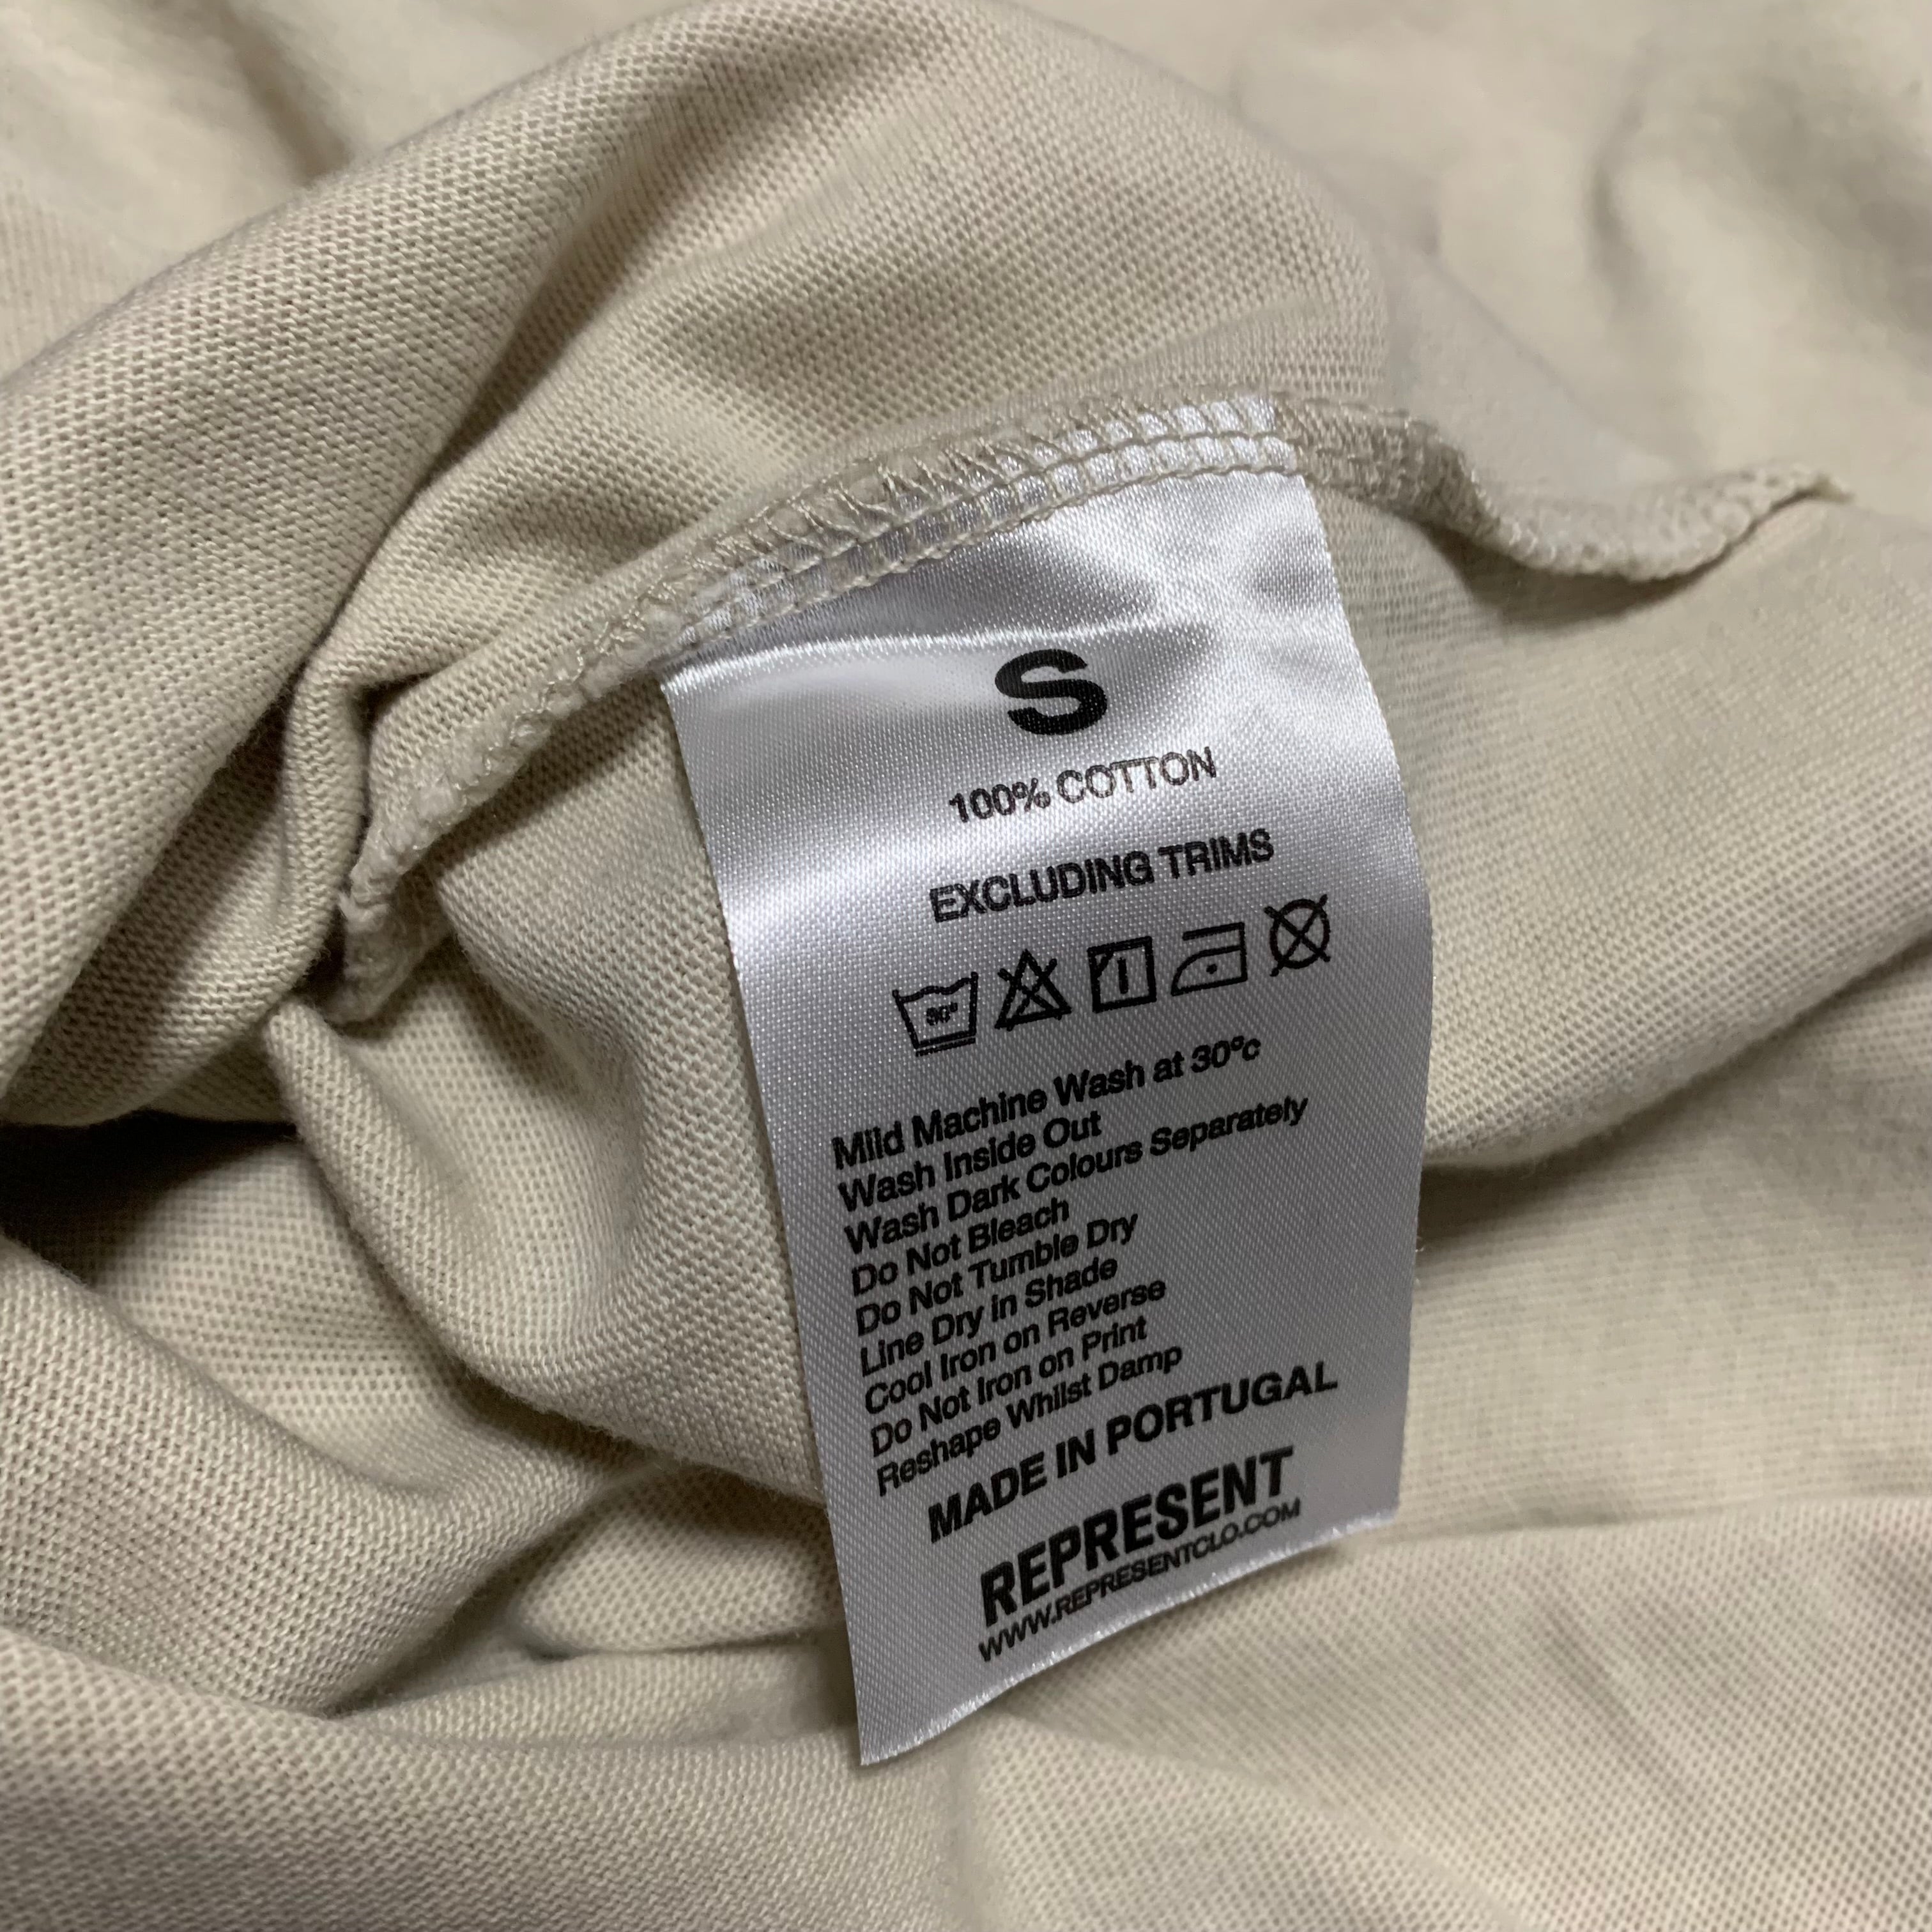 S
100% COTTON
EXCLUDING TRIMS
30°
Mild Machine Wash at 30°c
Wash Inside Out
Wash Dark Colours Separately
Do Not Bleach
Do Not Tumble Dry
Line Dry in Shade
Cool Iron on Reverse
Do Not Iron on Print
Reshape Whilst Damp
MADE IN PORTUGAL
REPRESENT
WWW.REPRESENTCLO.COM